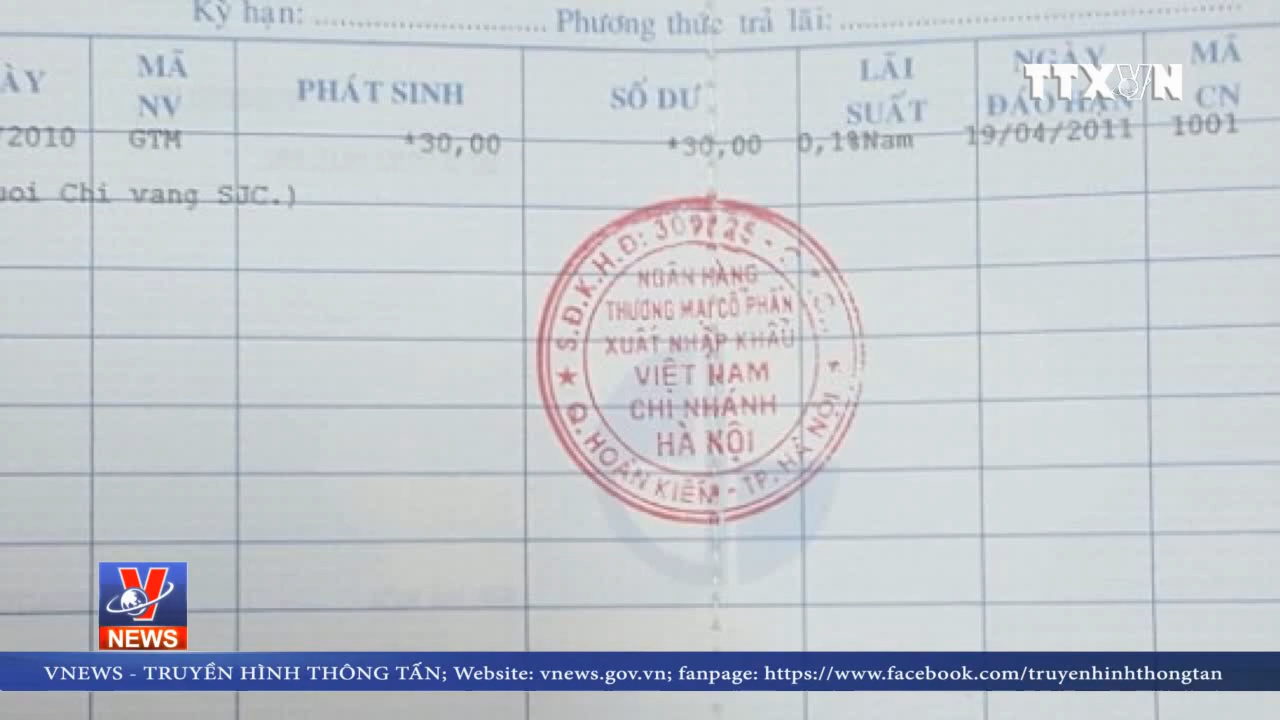 Kỳ hạn: Phương thức trả lãi:
ÀY MÃ NV PHÁT SINH SỐ DƯ LÃI SUẤT NGÀY ĐÁO HẠN MÃ CN
/2010 GTM *30,00 *30,00 0,1%Nam 19/04/2011 1001
uoi Chi vang SJC.)
TTXVN
S.Đ.K.H.Đ:
NGÂN HÀNG
THƯƠNG MẠI CỔ PHẦN
XUẤT NHẬP KHẨU
VIỆT NAM
CHI NHÁNH
HÀ NỘI
Q. HOÀN KIẾM - TP. HÀ NỘI
V
NEWS
VNEWS - TRUYỀN HÌNH THÔNG TẤN; Website: vnews.gov.vn; fanpage: https://www.facebook.com/truyenhinhthongtan